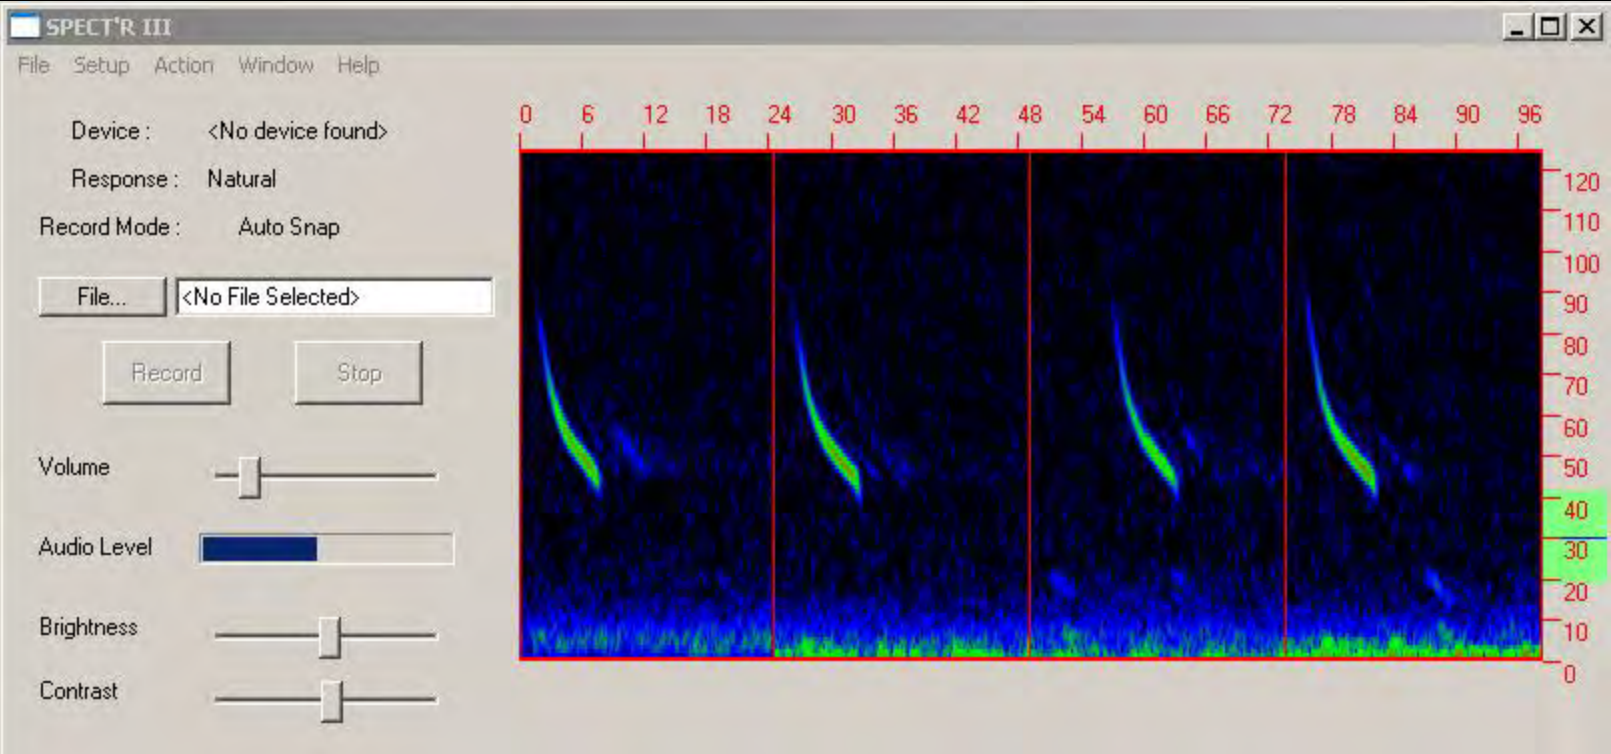 SPECT'R III
File Setup Action Window Help
Device : <No device found>
Response : Natural
Record Mode : Auto Snap
File... <No File Selected>
Record Stop
Volume
Audio Level
Brightness
Contrast
0 6 12 18 24 30 36 42 48 54 60 66 72 78 84 90 96
120
110
100
90
80
70
60
50
40
30
20
10
0